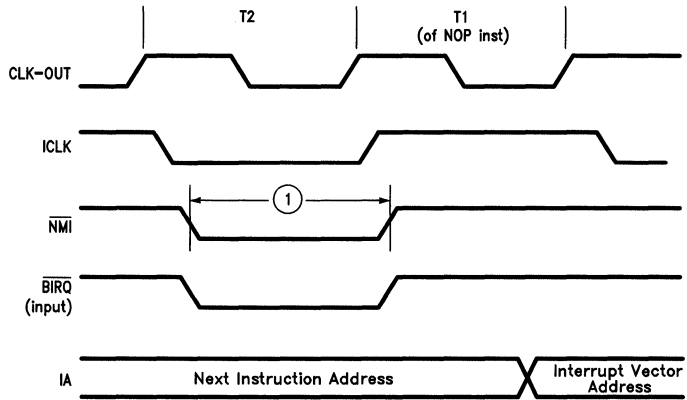 T2
T1
(of NOP inst)
CLK-OUT
ICLK
1
NMI
BIRQ
(input)
IA
Next Instruction Address
Interrupt Vector
Address